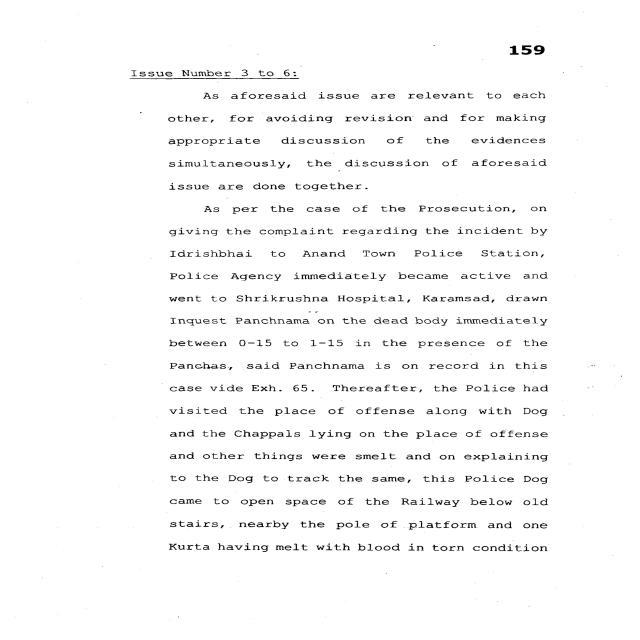 159
Issue Number 3 to 6:
As aforesaid issue are relevant to each
other, for avoiding revision and for making
appropriate discussion of the evidences
simultaneously, the discussion of aforesaid
issue are done together.
As per the case of the Prosecution, on
giving the complaint regarding the incident by
Idrishbhai to Anand Town Police Station,
Police Agency immediately became active and
went to Shrikrushna Hospital, Karamsad, drawn
Inquest Panchnama on the dead body immediately
between 0-15 to 1-15 in the presence of the
Panchas, said Panchnama is on record in this
case vide Exh. 65. Thereafter, the Police had
visited the place of offense along with Dog
and the Chappals lying on the place of offense
and other things were smelt and on explaining
to the Dog to track the same, this Police Dog
came to open space of the Railway below old
stairs, nearby the pole of platform and one
Kurta having melt with blood in torn condition